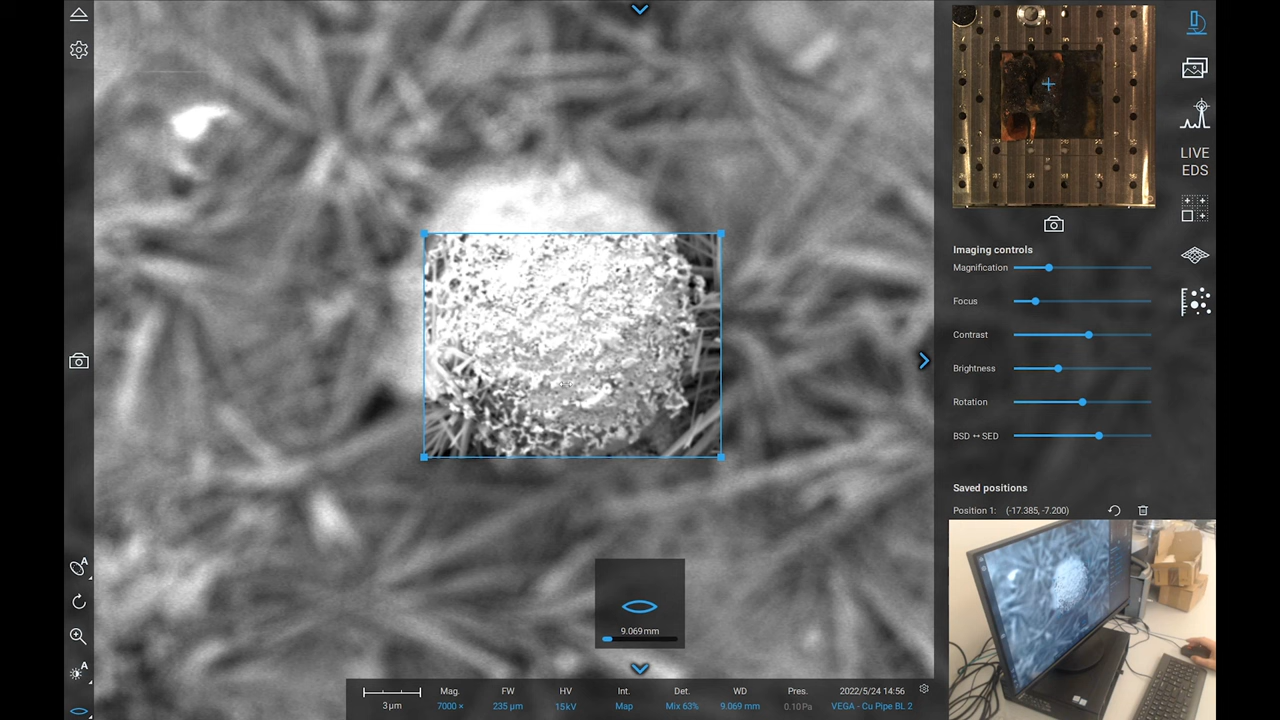 LIVE
EDS
Imaging controls
Magnification
Focus
Contrast
Brightness
Rotation
BSD ↔ SED
Saved positions
Position 1: (-17.385, -7.200)
A
A
9.069 mm
3 μm
Mag. FW HV Int. Det. WD Pres. 2022/5/24 14:56
7000 × 235 μm 15 kV Map Mix 63% 9.069 mm 0.10 Pa VEGA - Cu Pipe BL 2